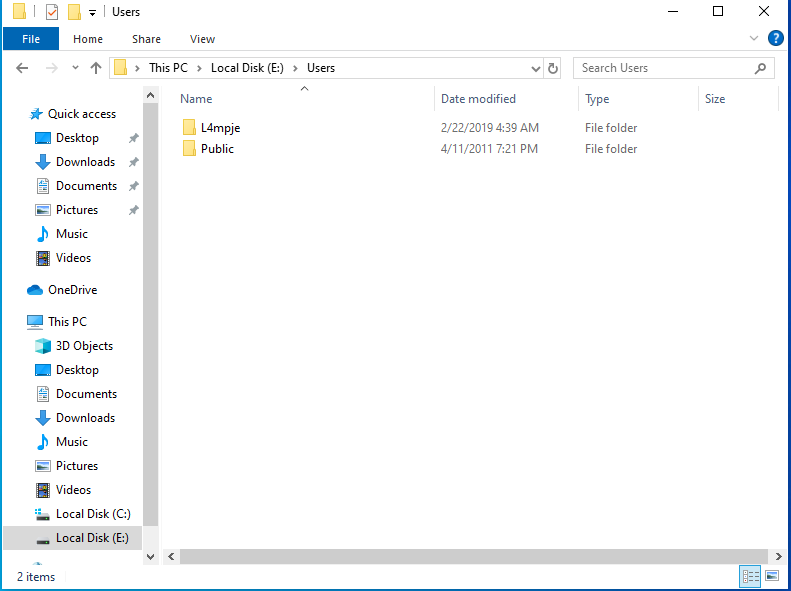 Users
File Home Share View
This PC Local Disk (E:) Users Search Users
Name Date modified Type Size
L4mpje 2/22/2019 4:39 AM File folder
Public 4/11/2011 7:21 PM File folder
Quick access
Desktop
Downloads
Documents
Pictures
Music
Videos
OneDrive
This PC
3D Objects
Desktop
Documents
Downloads
Music
Pictures
Videos
Local Disk (C:)
Local Disk (E:)
2 items